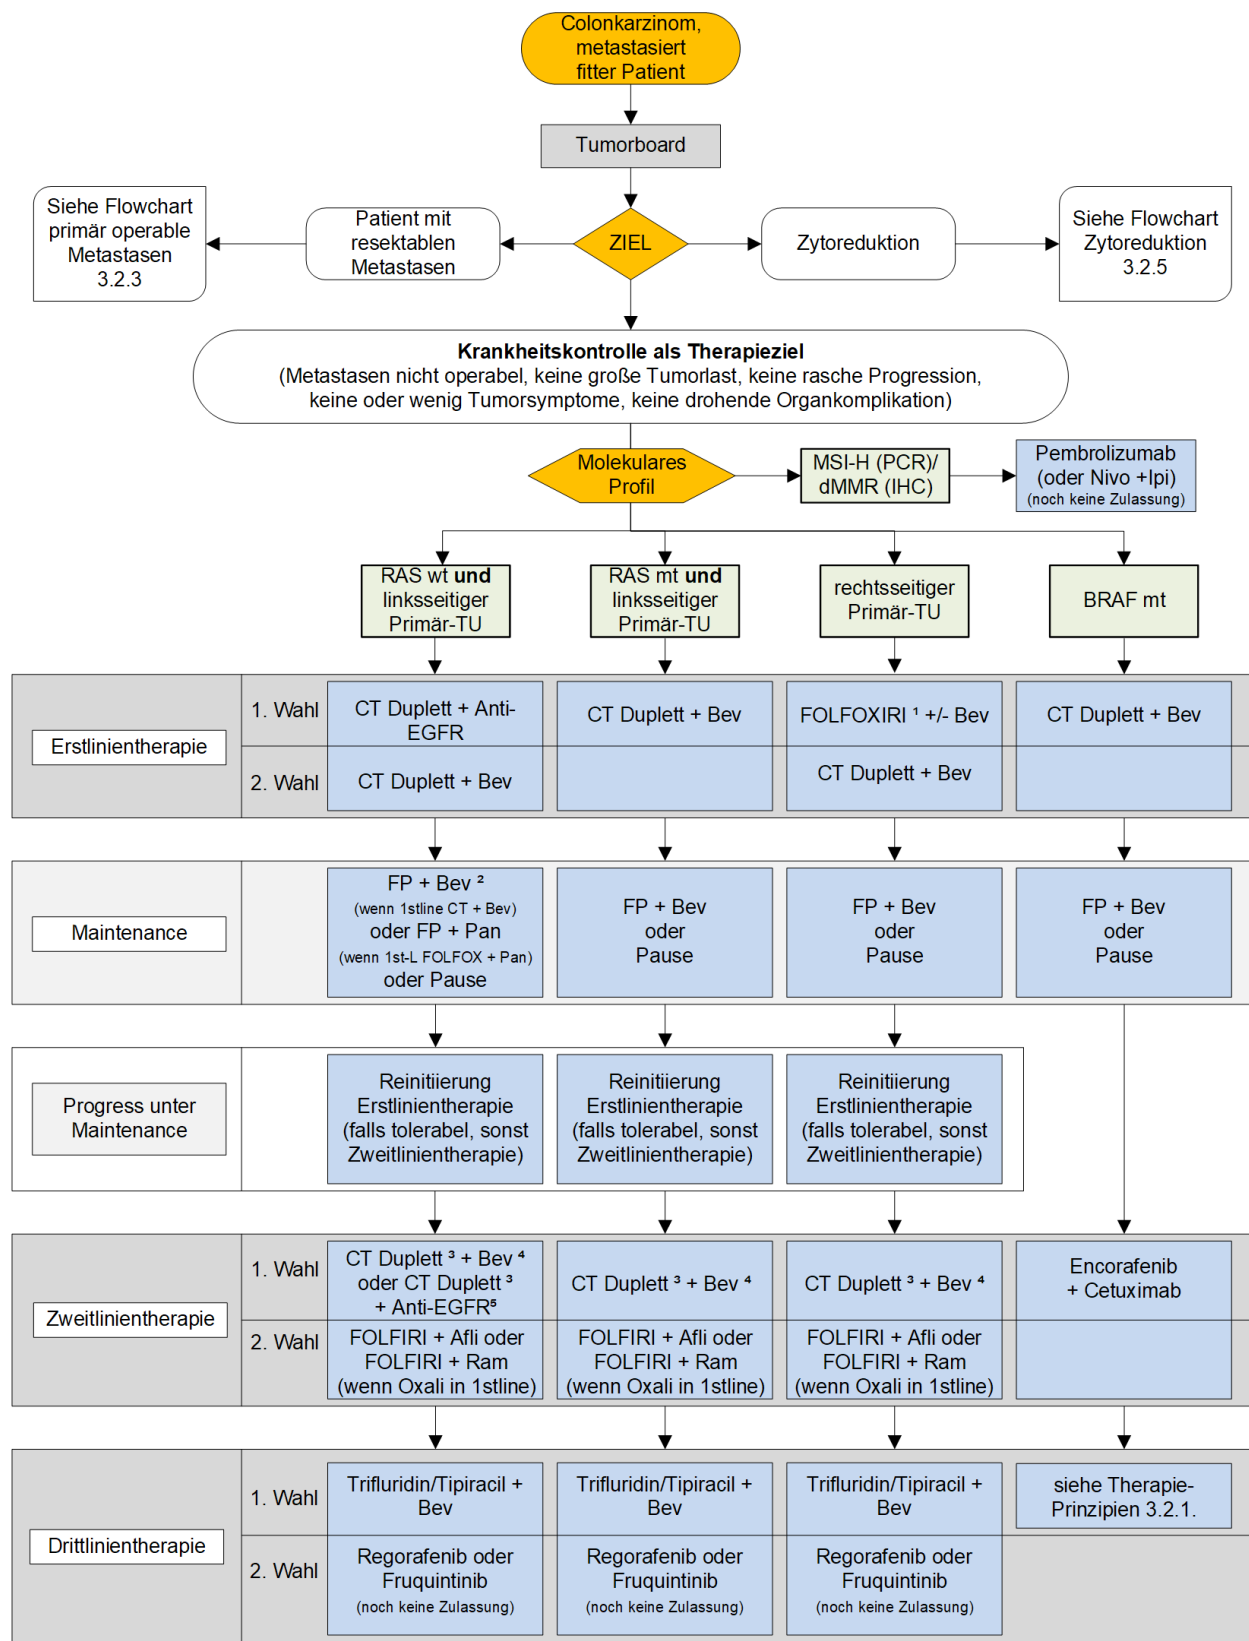 Colonkarzinom,
metastasiert
fitter Patient
Tumorboard
Siehe Flowchart
primär operable
Metastasen
3.2.3
Patient mit
resektablen
Metastasen
ZIEL
Zytoreduktion
Siehe Flowchart
Zytoreduktion
3.2.5
Krankheitskontrolle als Therapieziel
(Metastasen nicht operabel, keine große Tumorlast, keine rasche Progression,
keine oder wenig Tumorsymptome, keine drohende Organkomplikation)
Molekulares
Profil
MSI-H (PCR)/
dMMR (IHC)
Pembrolizumab
(oder Nivo +Ipi)
(noch keine Zulassung)
RAS wt und
linksseitiger
Primär-TU
RAS mt und
linksseitiger
Primär-TU
rechtsseitiger
Primär-TU
BRAF mt
Erstlinientherapie
1. Wahl
CT Duplett + Anti-
EGFR
CT Duplett + Bev
FOLFOXIRI ¹ +/- Bev
CT Duplett + Bev
2. Wahl
CT Duplett + Bev
CT Duplett + Bev
Maintenance
FP + Bev ²
(wenn 1stline CT + Bev)
oder FP + Pan
(wenn 1st-L FOLFOX + Pan)
oder Pause
FP + Bev
oder
Pause
FP + Bev
oder
Pause
FP + Bev
oder
Pause
Progress unter
Maintenance
Reinitiierung
Erstlinientherapie
(falls tolerabel, sonst
Zweitlinientherapie)
Reinitiierung
Erstlinientherapie
(falls tolerabel, sonst
Zweitlinientherapie)
Reinitiierung
Erstlinientherapie
(falls tolerabel, sonst
Zweitlinientherapie)
Zweitlinientherapie
1. Wahl
CT Duplett ³ + Bev ⁴
oder CT Duplett ³
+ Anti-EGFR⁵
CT Duplett ³ + Bev ⁴
CT Duplett ³ + Bev ⁴
Encorafenib
+ Cetuximab
2. Wahl
FOLFIRI + Afli oder
FOLFIRI + Ram
(wenn Oxali in 1stline)
FOLFIRI + Afli oder
FOLFIRI + Ram
(wenn Oxali in 1stline)
FOLFIRI + Afli oder
FOLFIRI + Ram
(wenn Oxali in 1stline)
Drittlinientherapie
1. Wahl
Trifluridin/Tipiracil +
Bev
Trifluridin/Tipiracil +
Bev
Trifluridin/Tipiracil +
Bev
siehe Therapie-
Prinzipien 3.2.1.
2. Wahl
Regorafenib oder
Fruquintinib
(noch keine Zulassung)
Regorafenib oder
Fruquintinib
(noch keine Zulassung)
Regorafenib oder
Fruquintinib
(noch keine Zulassung)